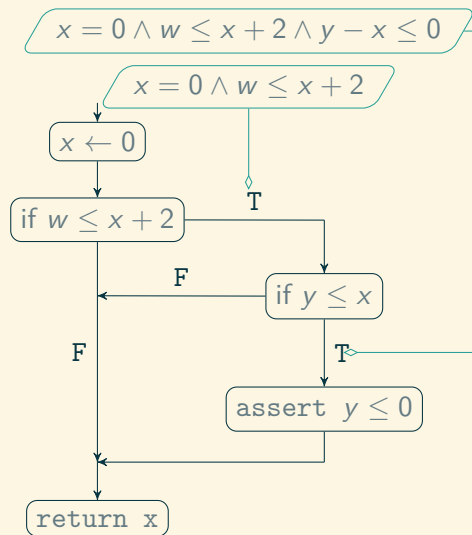 x = 0 ∧ w ≤ x + 2 ∧ y − x ≤ 0
x = 0 ∧ w ≤ x + 2
x ← 0
T
if w ≤ x + 2
F
if y ≤ x
F
T
assert y ≤ 0
return x